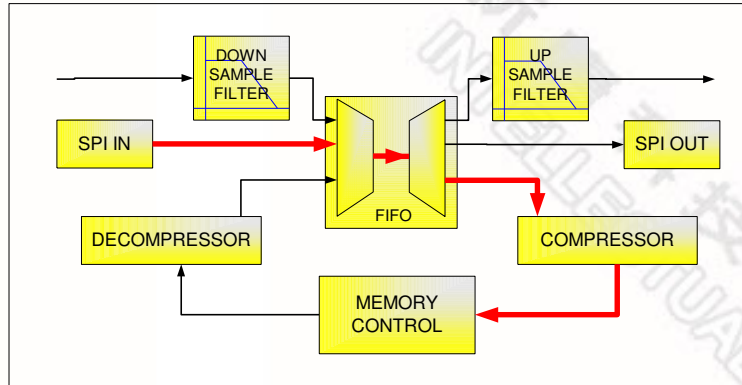 DOWN
SAMPLE
FILTER
UP
SAMPLE
FILTER
SPI IN
SPI OUT
FIFO
DECOMPRESSOR
COMPRESSOR
MEMORY
CONTROL